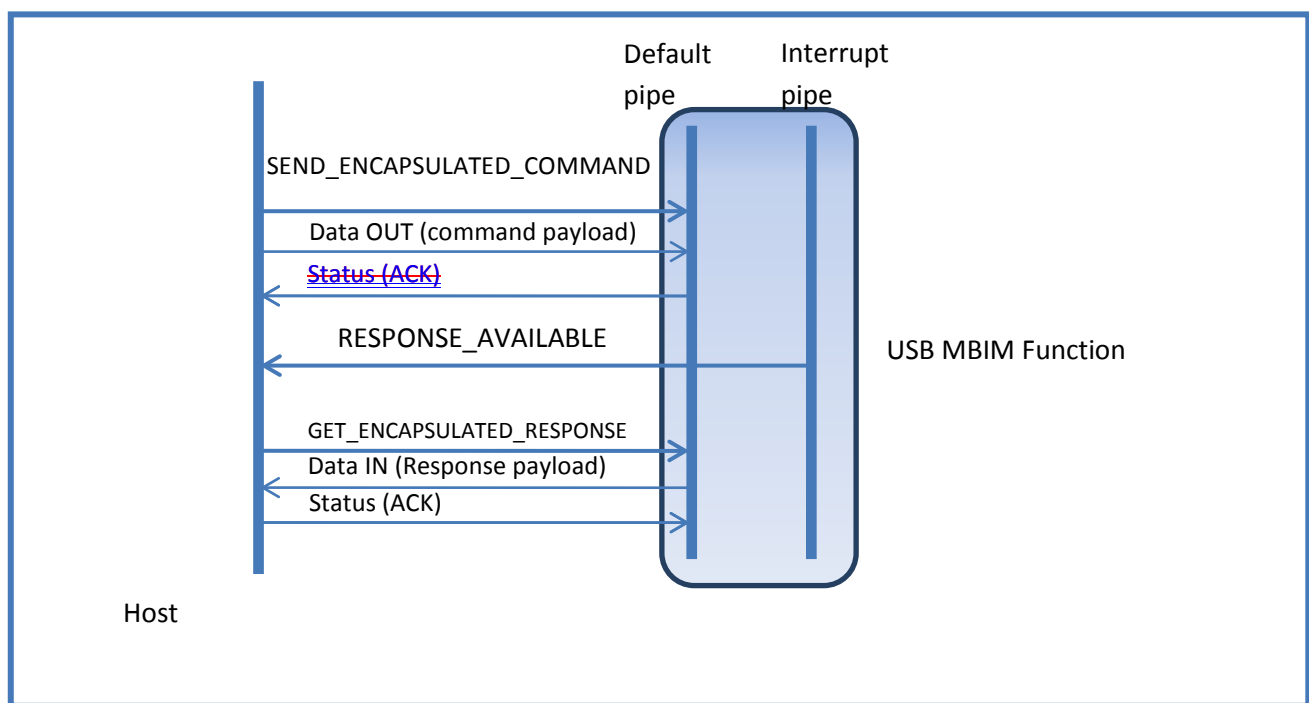 Default Interrupt
pipe pipe
SEND_ENCAPSULATED_COMMAND
Data OUT (command payload)
Status (ACK)
RESPONSE_AVAILABLE
USB MBIM Function
GET_ENCAPSULATED_RESPONSE
Data IN (Response payload)
Status (ACK)
Host